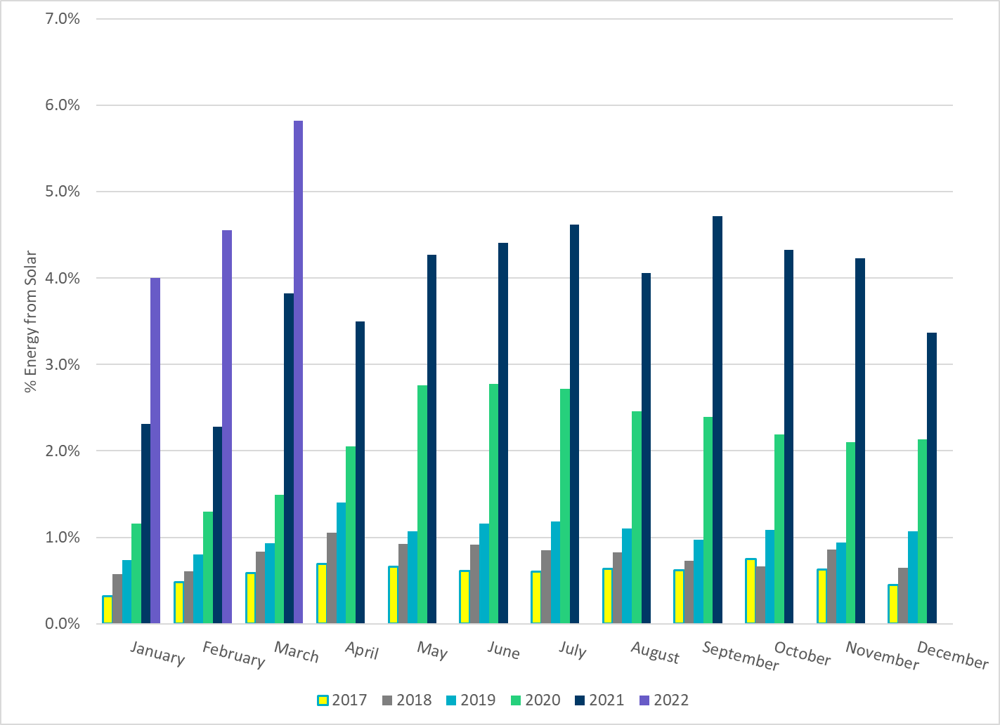 7.0%
6.0%
5.0%
4.0%
3.0%
2.0%
1.0%
0.0%
% Energy from Solar
January February March April May June July August September October November December
2017 2018 2019 2020 2021 2022